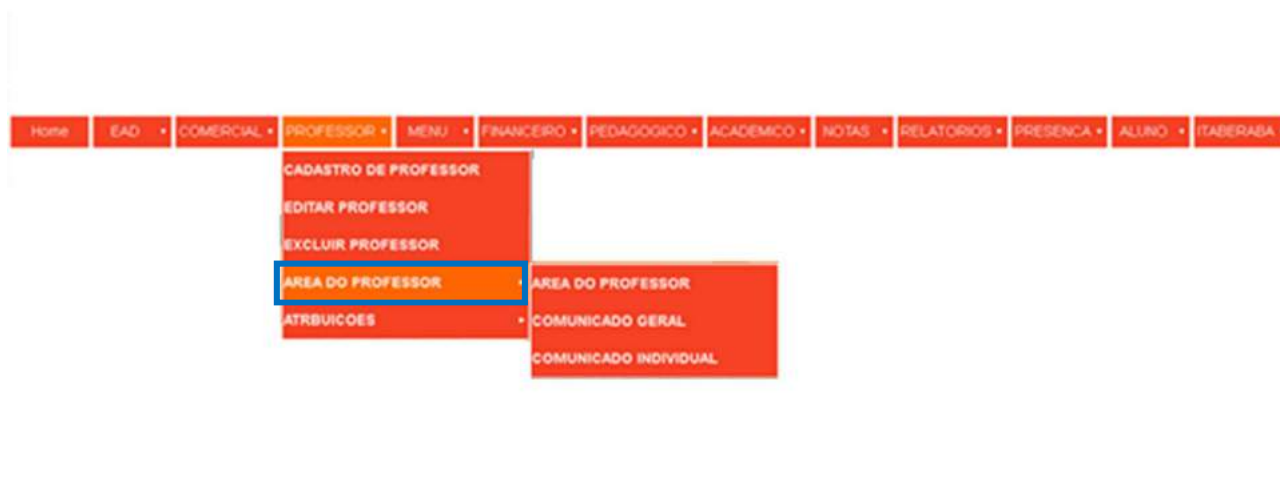 Home EAD COMERCIAL PROFESSOR MENU FINANCEIRO PEDAGOGICO ACADEMICO NOTAS RELATORIOS PRESENCA ALUNO ITABERABA
CADASTRO DE PROFESSOR
EDITAR PROFESSOR
EXCLUIR PROFESSOR
AREA DO PROFESSOR
ATRBUICOES
AREA DO PROFESSOR
COMUNICADO GERAL
COMUNICADO INDIVIDUAL